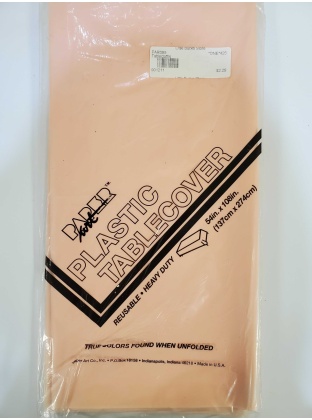 PAPER
art
™
PLASTIC
TABLECOVER
54in. x 108in.
(137cm x 274cm)
REUSABLE • HEAVY DUTY
TRUE COLORS FOUND WHEN UNFOLDED
Indianapolis, Indiana • Made in U.S.A.